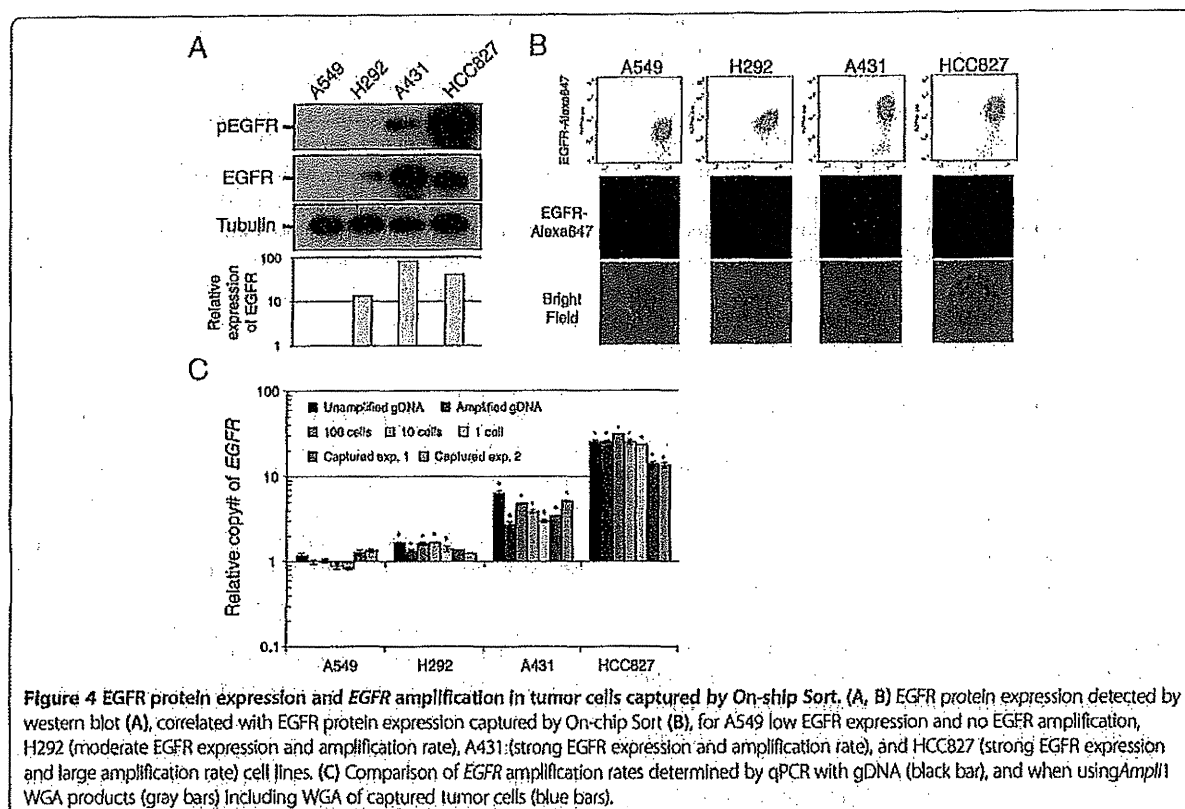 A
A549
H292
A431
HCC827
pEGFR
EGFR
Tubulin
Relative
expression
of EGFR
100
10
1
B
A549
H292
A431
HCC827
EGFR-Alexa647
EGFR-
Alexa647
Bright
Field
C
Relative copy# of EGFR
100
10
1
0.1
Unamplified gDNA
Amplified gDNA
100 cells
10 cells
1 cell
Captured exp. 1
Captured exp. 2
A549
H292
A431
HCC827
Figure 4 EGFR protein expression and EGFR amplification in tumor cells captured by On-ship Sort. (A, B) EGFR protein expression detected by
western blot (A), correlated with EGFR protein expression captured by On-chip Sort (B), for A549 low EGFR expression and no EGFR amplification,
H292 (moderate EGFR expression and amplification rate), A431:(strong EGFR expression and amplification rate), and HCC827 (strong EGFR expression
and large amplification rate) cell lines. (C) Comparison of EGFR amplification rates determined by qPCR with gDNA (black bar), and when usingAmpli1
WGA products (gray bars) including WGA of captured tumor cells (blue bars).